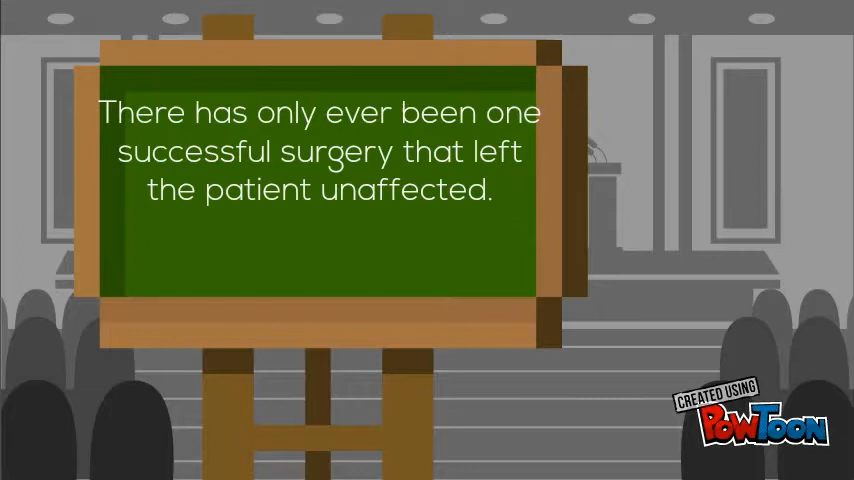 There has only ever been one
successful surgery that left
the patient unaffected.
CREATED USING
POWTOON